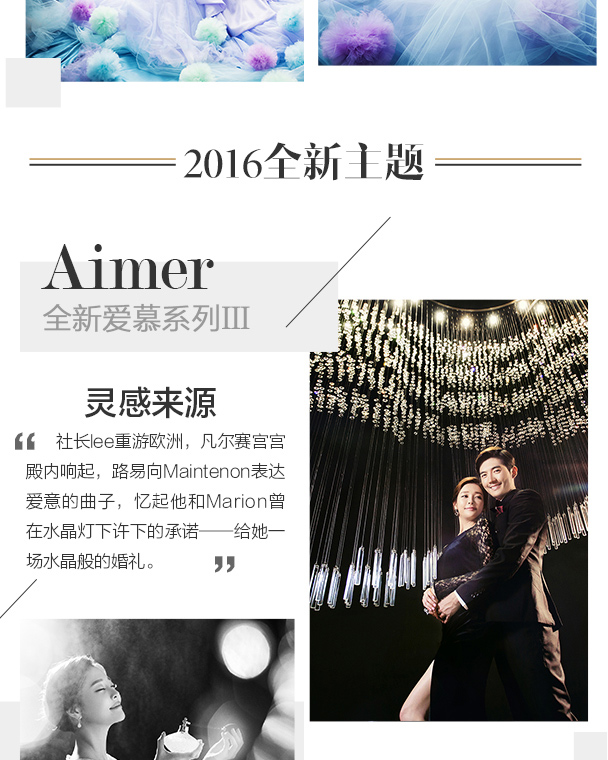 2016全新主题
Aimer
全新爱慕系列III
灵感来源
“ 社长lee重游欧洲，凡尔赛宫宫
殿内响起，路易向Maintenon表达
爱意的曲子，忆起他和Marion曾
在水晶灯下许下的承诺——给她一
场水晶般的婚礼。 ”